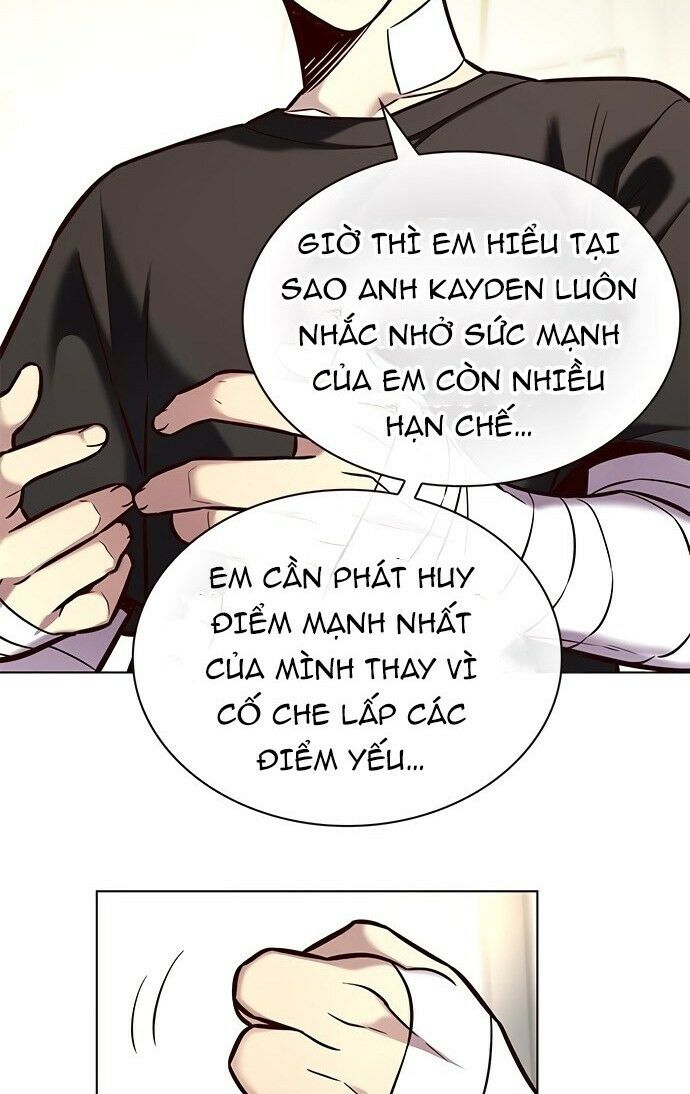 GIỜ THÌ EM HIỂU TẠI
SAO ANH KAYDEN LUÔN
NHẮC NHỞ SỨC MẠNH
CỦA EM CÒN NHIỀU
HẠN CHẾ...
EM CẦN PHÁT HUY
ĐIỂM MẠNH NHẤT
CỦA MÌNH THAY VÌ
CỐ CHE LẤP CÁC
ĐIỂM YẾU...